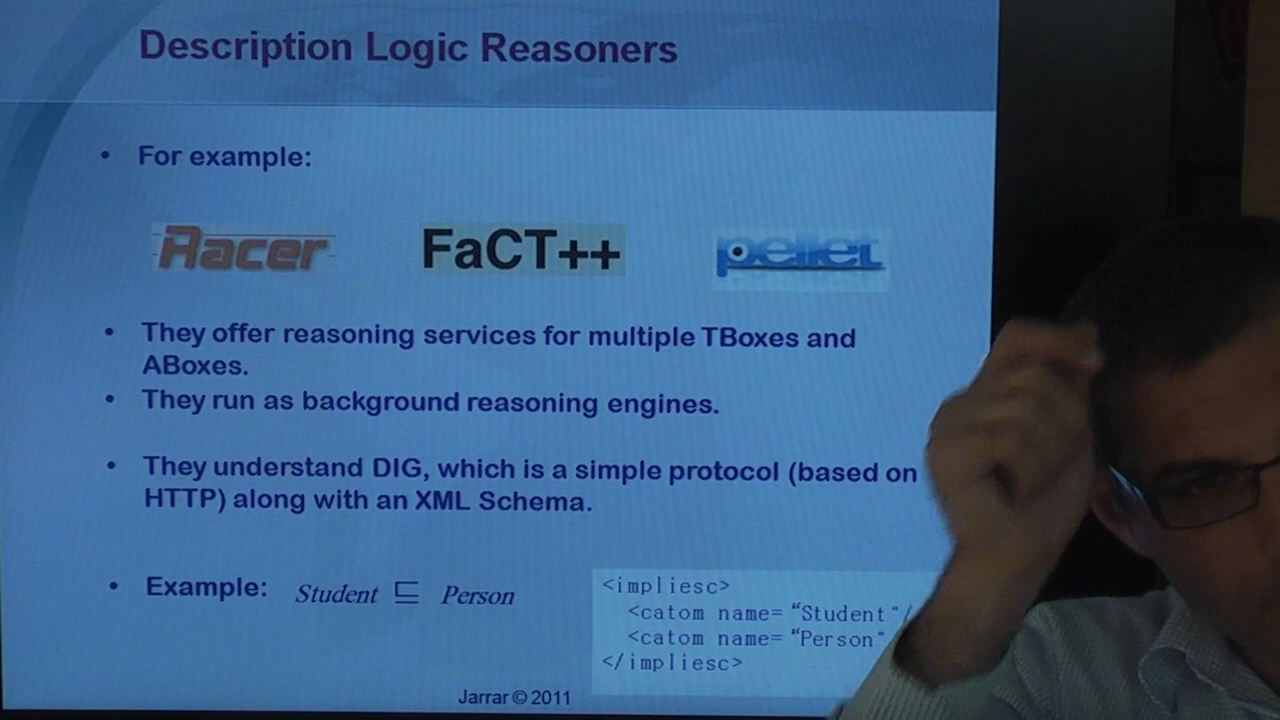 Description Logic Reasoners
• For example:
Racer FaCT++ pellet
• They offer reasoning services for multiple TBoxes and
ABoxes.
• They run as background reasoning engines.
• They understand DIG, which is a simple protocol (based on
HTTP) along with an XML Schema.
• Example: Student ⊑ Person
<impliesc>
<catom name= “Student"/
<catom name= “Person"
</impliesc>
Jarrar © 2011